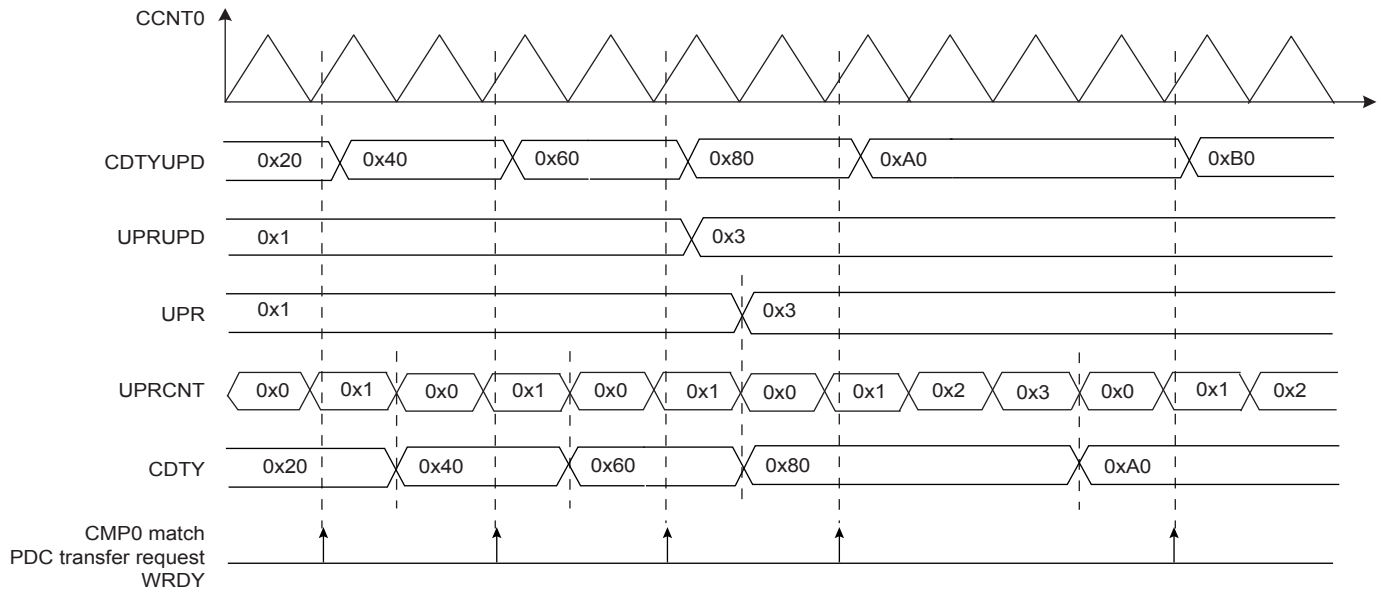 CCNT0
CDTYUPD 0x20 0x40 0x60 0x80 0xA0 0xB0
UPRUPD 0x1 0x3
UPR 0x1 0x3
UPRCNT 0x0 0x1 0x0 0x1 0x0 0x1 0x0 0x1 0x2 0x3 0x0 0x1 0x2
CDTY 0x20 0x40 0x60 0x80 0xA0
CMP0 match
PDC transfer request
WRDY